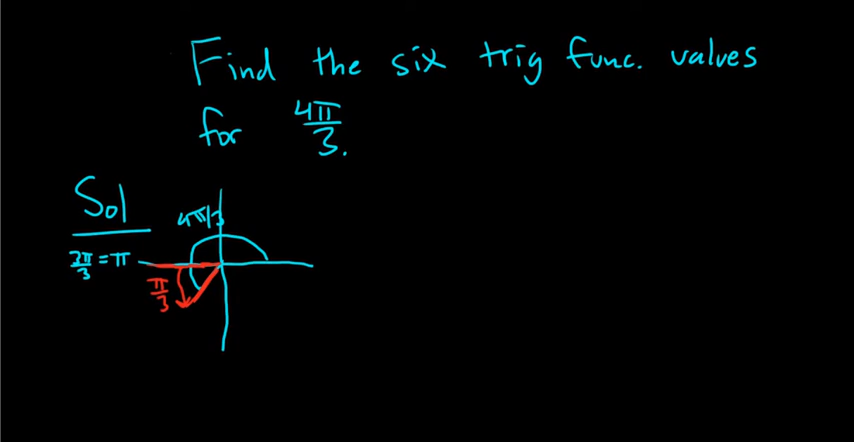 Find the six trig func. values
for 4π/3.
Sol
4π/3
3π/3 = π
π/3